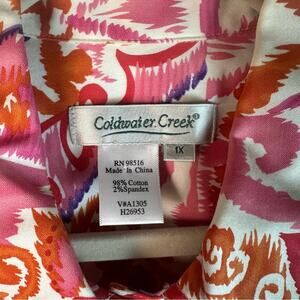 Coldwater Creek®
1X
RN 98516
Made in China
98% Cotton
2% Spandex
V#A1305
H26953